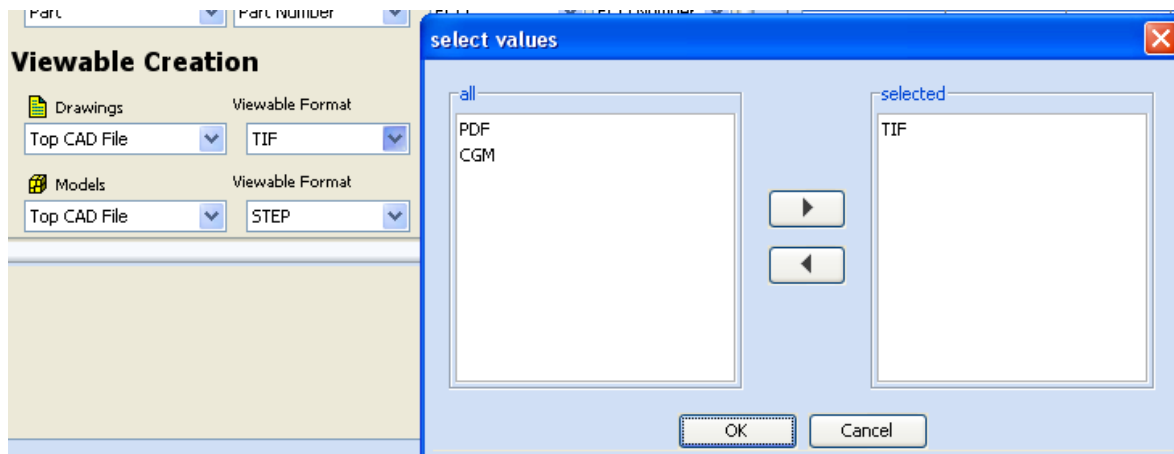 Part
Part Number
select values
Viewable Creation
Drawings
Viewable Format
Top CAD File
TIF
Models
Viewable Format
Top CAD File
STEP
all
PDF
CGM
selected
TIF
OK
Cancel